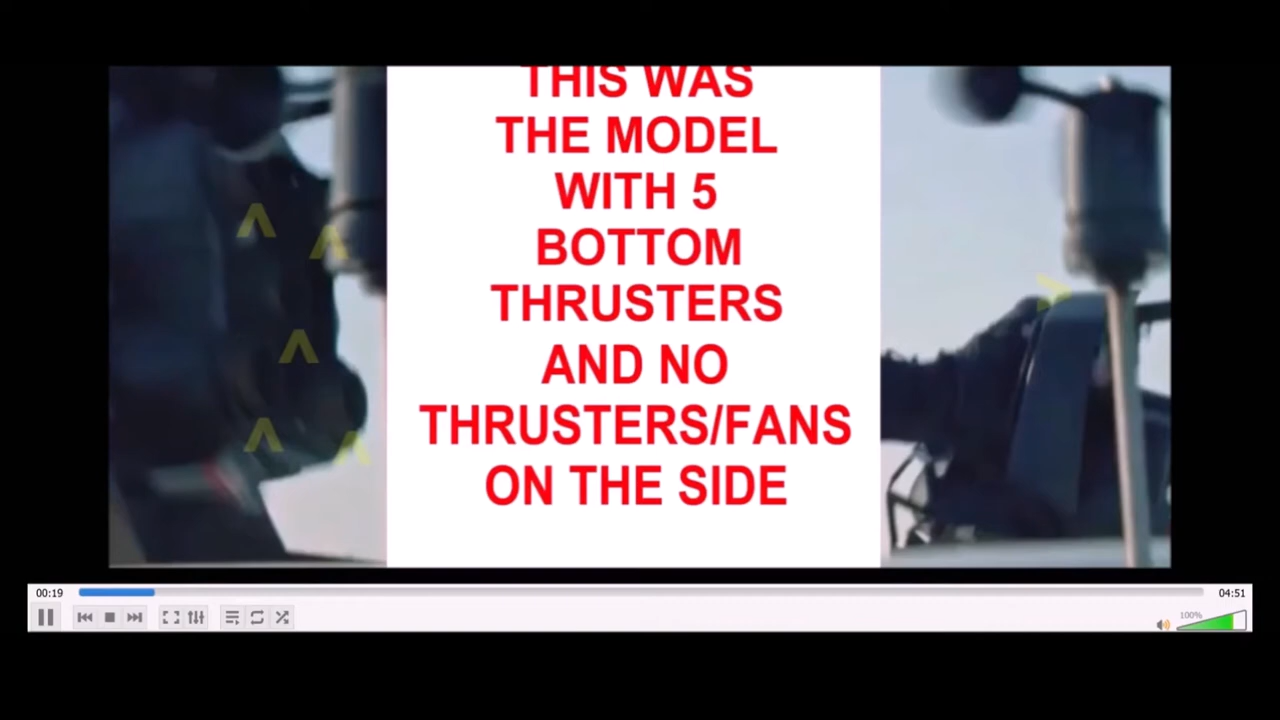 THIS WAS
THE MODEL
WITH 5
BOTTOM
THRUSTERS
AND NO
THRUSTERS/FANS
ON THE SIDE
00:19
04:51
100%